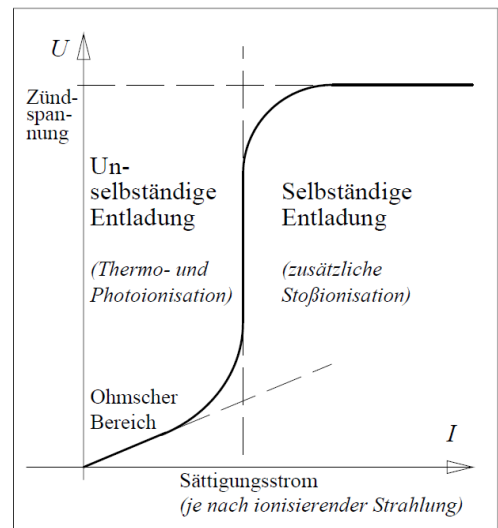 U
Zünd-
span-
nung
Un-
selbständige
Entladung
(Thermo- und
Photoionisation)
Selbständige
Entladung
(zusätzliche
Stoßionisation)
Ohmscher
Bereich
I
Sättigungsstrom
(je nach ionisierender Strahlung)